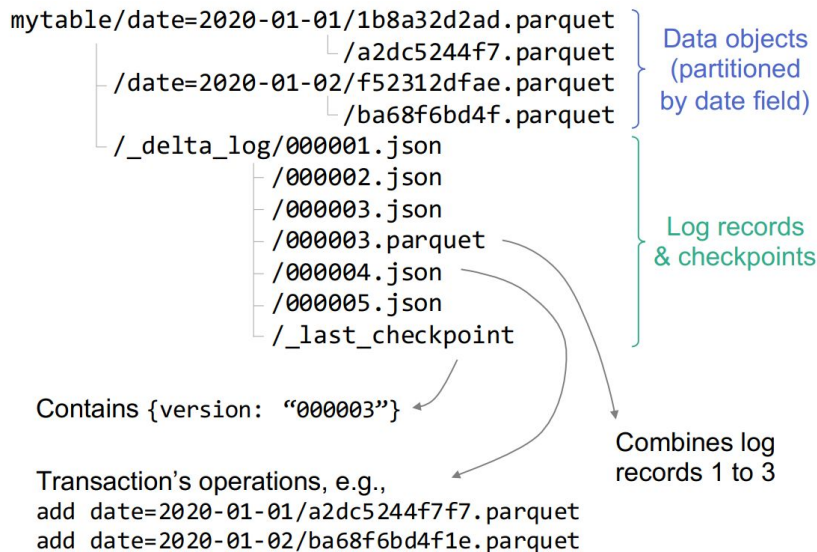 mytable/date=2020-01-01/1b8a32d2ad.parquet
/a2dc5244f7.parquet
/date=2020-01-02/f52312dfae.parquet
/ba68f6bd4f.parquet
/_delta_log/000001.json
/000002.json
/000003.json
/000003.parquet
/000004.json
/000005.json
/_last_checkpoint
Data objects
(partitioned
by date field)
Log records
& checkpoints
Contains {version: “000003”}
Combines log
records 1 to 3
Transaction’s operations, e.g.,
add date=2020-01-01/a2dc5244f7f7.parquet
add date=2020-01-02/ba68f6bd4f1e.parquet